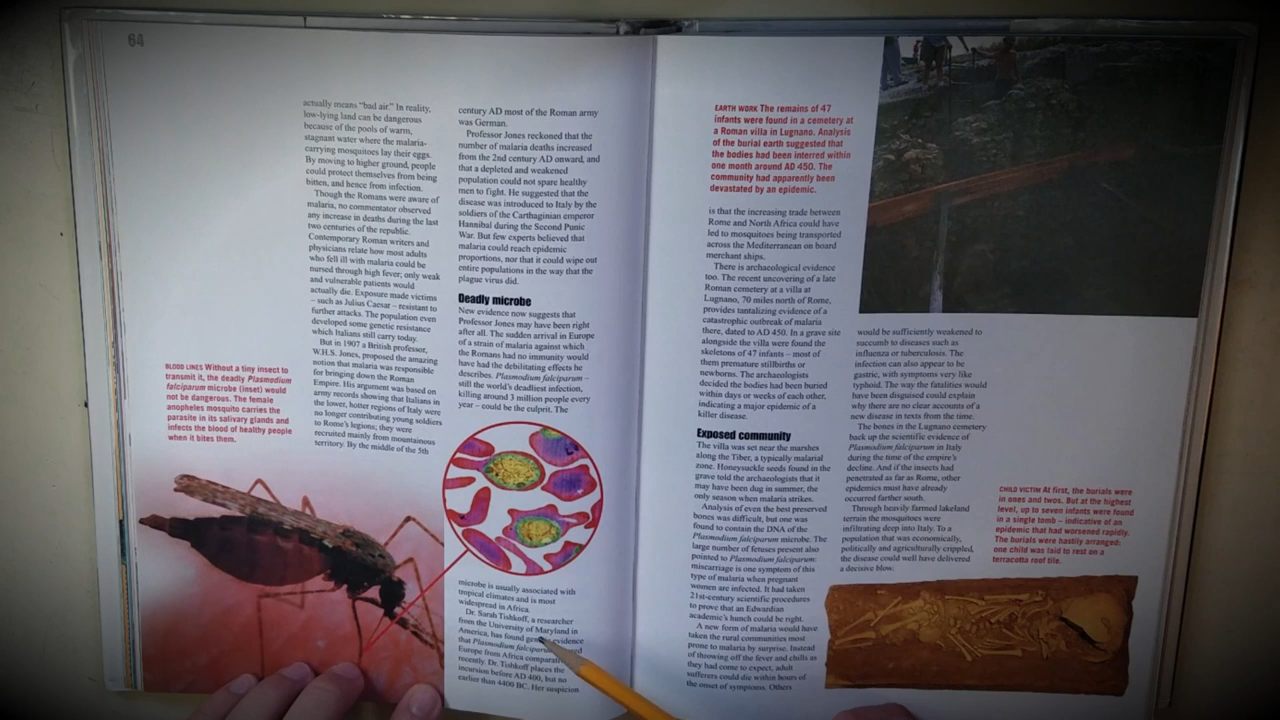 64
actually means "bad air." In reality,
low-lying land can be dangerous
because of the pools of warm,
stagnant water where the malaria-
carrying mosquitoes lay their eggs.
By moving to higher ground, people
could protect themselves from being
bitten, and hence from infection.
Though the Romans were aware of
malaria, no commentator observed
any increase in deaths during the last
two centuries of the republic.
Contemporary Roman writers and
physicians relate how most adults
who fell ill with malaria could be
nursed through high fever; only weak
and vulnerable patients would
actually die. Exposure made victims
– such as Julius Caesar – resistant to
further attacks. The population even
developed some genetic resistance
which Italians still carry today.
But in 1907 a British professor,
W.H.S. Jones, proposed the amazing
notion that malaria was responsible
for bringing down the Roman
Empire. His argument was based on
army records showing that Italians in
the lower, hotter regions of Italy were
no longer contributing young soldiers
to Rome's legions; they were
recruited mainly from mountainous
territory. By the middle of the 5th
BLOOD LINES Without a tiny insect to
transmit it, the deadly Plasmodium
falciparum microbe (inset) would
not be dangerous. The female
anopheles mosquito carries the
parasite in its salivary glands and
infects the blood of healthy people
when it bites them.
century AD most of the Roman army
was German.
Professor Jones reckoned that the
number of malaria deaths increased
from the 2nd century AD onward, and
that a depleted and weakened
population could not spare healthy
men to fight. He suggested that the
disease was introduced to Italy by the
soldiers of the Carthaginian emperor
Hannibal during the Second Punic
War. But few experts believed that
malaria could reach epidemic
proportions, nor that it could wipe out
entire populations in the way that the
plague virus did.
Deadly microbe
New evidence now suggests that
Professor Jones may have been right
after all. The sudden arrival in Europe
of a strain of malaria against which
the Romans had no immunity would
have had the debilitating effects he
describes. Plasmodium falciparum –
still the world's deadliest infection,
killing around 3 million people every
year – could be the culprit. The
microbe is usually associated with
tropical climates and is most
widespread in Africa.
Dr. Sarah Tishkoff, a researcher
from the University of Maryland in
America, has found evidence
that Plasmodium falciparum
Europe from Africa
recently. Dr. Tishkoff places the
incursion before AD 400, but no
earlier than 4400 BC. Her suspicion
EARTH WORK The remains of 47
infants were found in a cemetery at
a Roman villa in Lugnano. Analysis
of the burial earth suggested that
the bodies had been interred within
one month around AD 450. The
community had apparently been
devastated by an epidemic.
is that the increasing trade between
Rome and North Africa could have
led to mosquitoes being transported
across the Mediterranean on board
merchant ships.
There is archaeological evidence
too. The recent uncovering of a late
Roman cemetery at a villa at
Lugnano, 70 miles north of Rome,
provides tantalizing evidence of a
catastrophic outbreak of malaria
there, dated to AD 450. In a grave site
alongside the villa were found the
skeletons of 47 infants – most of
them premature stillbirths or
newborns. The archaeologists
decided the bodies had been buried
within days or weeks of each other,
indicating a major epidemic of a
killer disease.
Exposed community
The villa was set near the marshes
along the Tiber, a typically malarial
zone. Honeysuckle seeds found in the
grave told the archaeologists that it
may have been dug in summer, the
only season when malaria strikes.
Analysis of even the best preserved
bones was difficult, but one was
found to contain the DNA of the
Plasmodium falciparum microbe. The
large number of fetuses present also
pointed to Plasmodium falciparum:
miscarriage is one symptom of this
type of malaria when pregnant
women are infected. It had taken
21st-century scientific procedures
to prove that an Edwardian
academic's hunch could be right.
A new form of malaria would have
taken the rural communities most
prone to malaria by surprise. Instead
of throwing off the fever and chills as
they had come to expect, adult
sufferers could die within hours of
the onset of symptoms. Others
would be sufficiently weakened to
succumb to diseases such as
influenza or tuberculosis. The
infection can also appear to be
gastric, with symptoms very like
typhoid. The way the fatalities would
have been disguised could explain
why there are no clear accounts of a
new disease in texts from the time.
The bones in the Lugnano cemetery
back up the scientific evidence of
Plasmodium falciparum in Italy
during the time of the empire's
decline. And if the insects had
penetrated as far as Rome, other
epidemics must have already
occurred farther south.
Through heavily farmed lakeland
terrain the mosquitoes were
infiltrating deep into Italy. To a
population that was economically,
politically and agriculturally crippled,
the disease could well have delivered
a decisive blow.
CHILD VICTIM At first, the burials were
in ones and twos. But at the highest
level, up to seven infants were found
in a single tomb – indicative of an
epidemic that had worsened rapidly.
The burials were hastily arranged:
one child was laid to rest on a
terracotta roof tile.